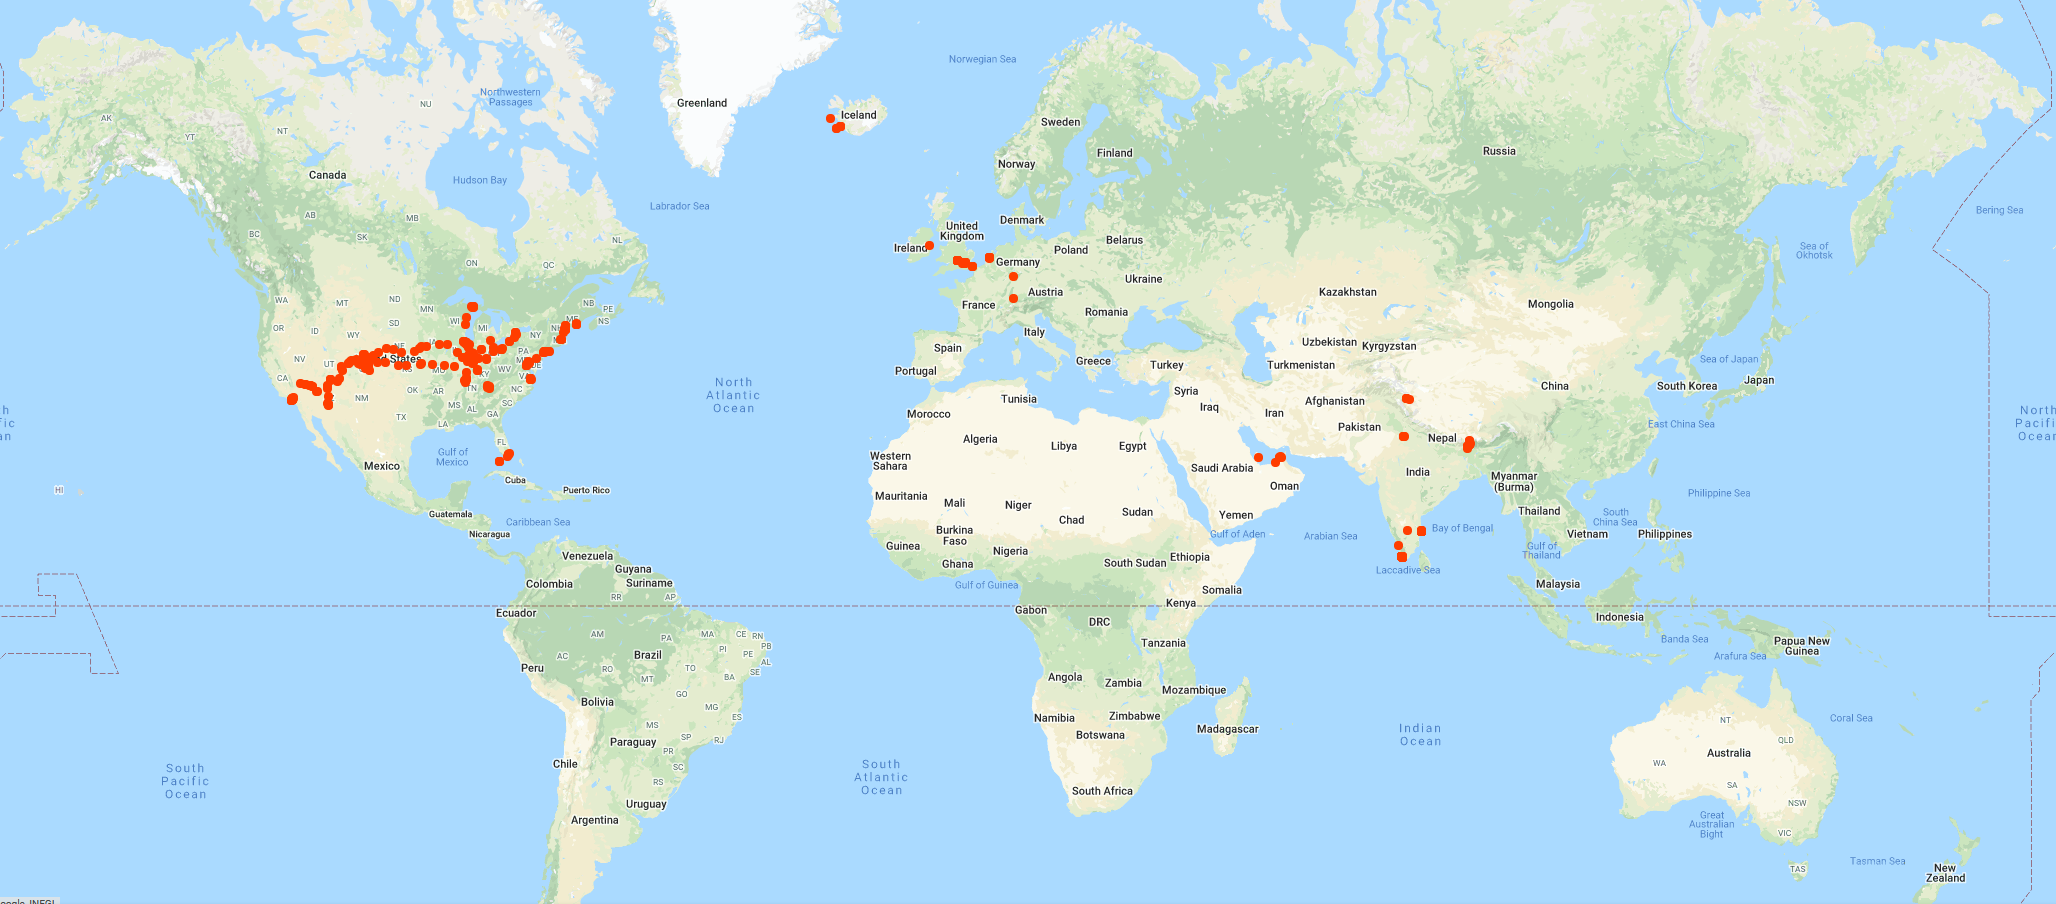 Norwegian Sea
Northwestern
Passages
NU
Greenland
Iceland
AK
NT
YT
Sweden
Finland
Norway
Russia
Canada
Hudson Bay
Labrador Sea
Bering Sea
AB
MB
SK
BC
NL
Denmark
United
Kingdom
Ireland
Belarus
Poland
Sea of
Okhotsk
ON
QC
Germany
Ukraine
Austria
Kazakhstan
Mongolia
WA
MT
ND
MN
NB
PE
NS
ME
France
Romania
OR
ID
SD
WI
MI
NY
NH
WY
Italy
Uzbekistan
Kyrgyzstan
Spain
NV
UT
d States
PA
Sea of Japan
Portugal
Greece
Turkey
Turkmenistan
WV
KY
DE
CA
South Korea
Japan
China
North
Atlantic
Ocean
Syria
Iraq
Iran
Afghanistan
OK
AR
TN
NC
NM
Tunisia
Morocco
TX
MS
AL
GA
SC
LA
North
Pacifi
Ocean
h
fic
an
Pakistan
East China Sea
Algeria
Libya
Egypt
Nepal
FL
Gulf of
Mexico
Western
Sahara
Mexico
Saudi Arabia
India
Cuba
Puerto Rico
HI
Oman
Myanmar
(Burma)
Philippine Sea
Mauritania
Mali
Niger
Sudan
Chad
Yemen
Guatemala
Caribbean Sea
Nicaragua
Thailand
South
China Sea
Burkina
Faso
Gulf of Aden
Arabian Sea
Bay of Bengal
Vietnam
Philippines
Guinea
Nigeria
Ghana
South Sudan
Ethiopia
Gulf of
Thailand
Laccadive Sea
Venezuela
Guyana
Colombia
Suriname
Gulf of Guinea
Somalia
Malaysia
RR
AP
Kenya
Ecuador
Gabon
DRC
Indonesia
AM
PA
MA
CE
RN
PB
PI
PE
AL
SE
Tanzania
Banda Sea
Papua New
Guinea
Arafura Sea
AC
Brazil
Peru
RO
TO
MT
BA
Angola
Zambia
Mozambique
GO
Bolivia
MG
ES
Namibia
Zimbabwe
Madagascar
Botswana
Indian
Ocean
NT
Coral Sea
QLD
MS
SP
RJ
Paraguay
PR
SC
Chile
WA
Australia
South
Pacific
Ocean
South
Atlantic
Ocean
SA
RS
South Africa
NSW
Uruguay
Argentina
Great
Australian
Bight
VIC
Tasman Sea
TAS
New
Zealand